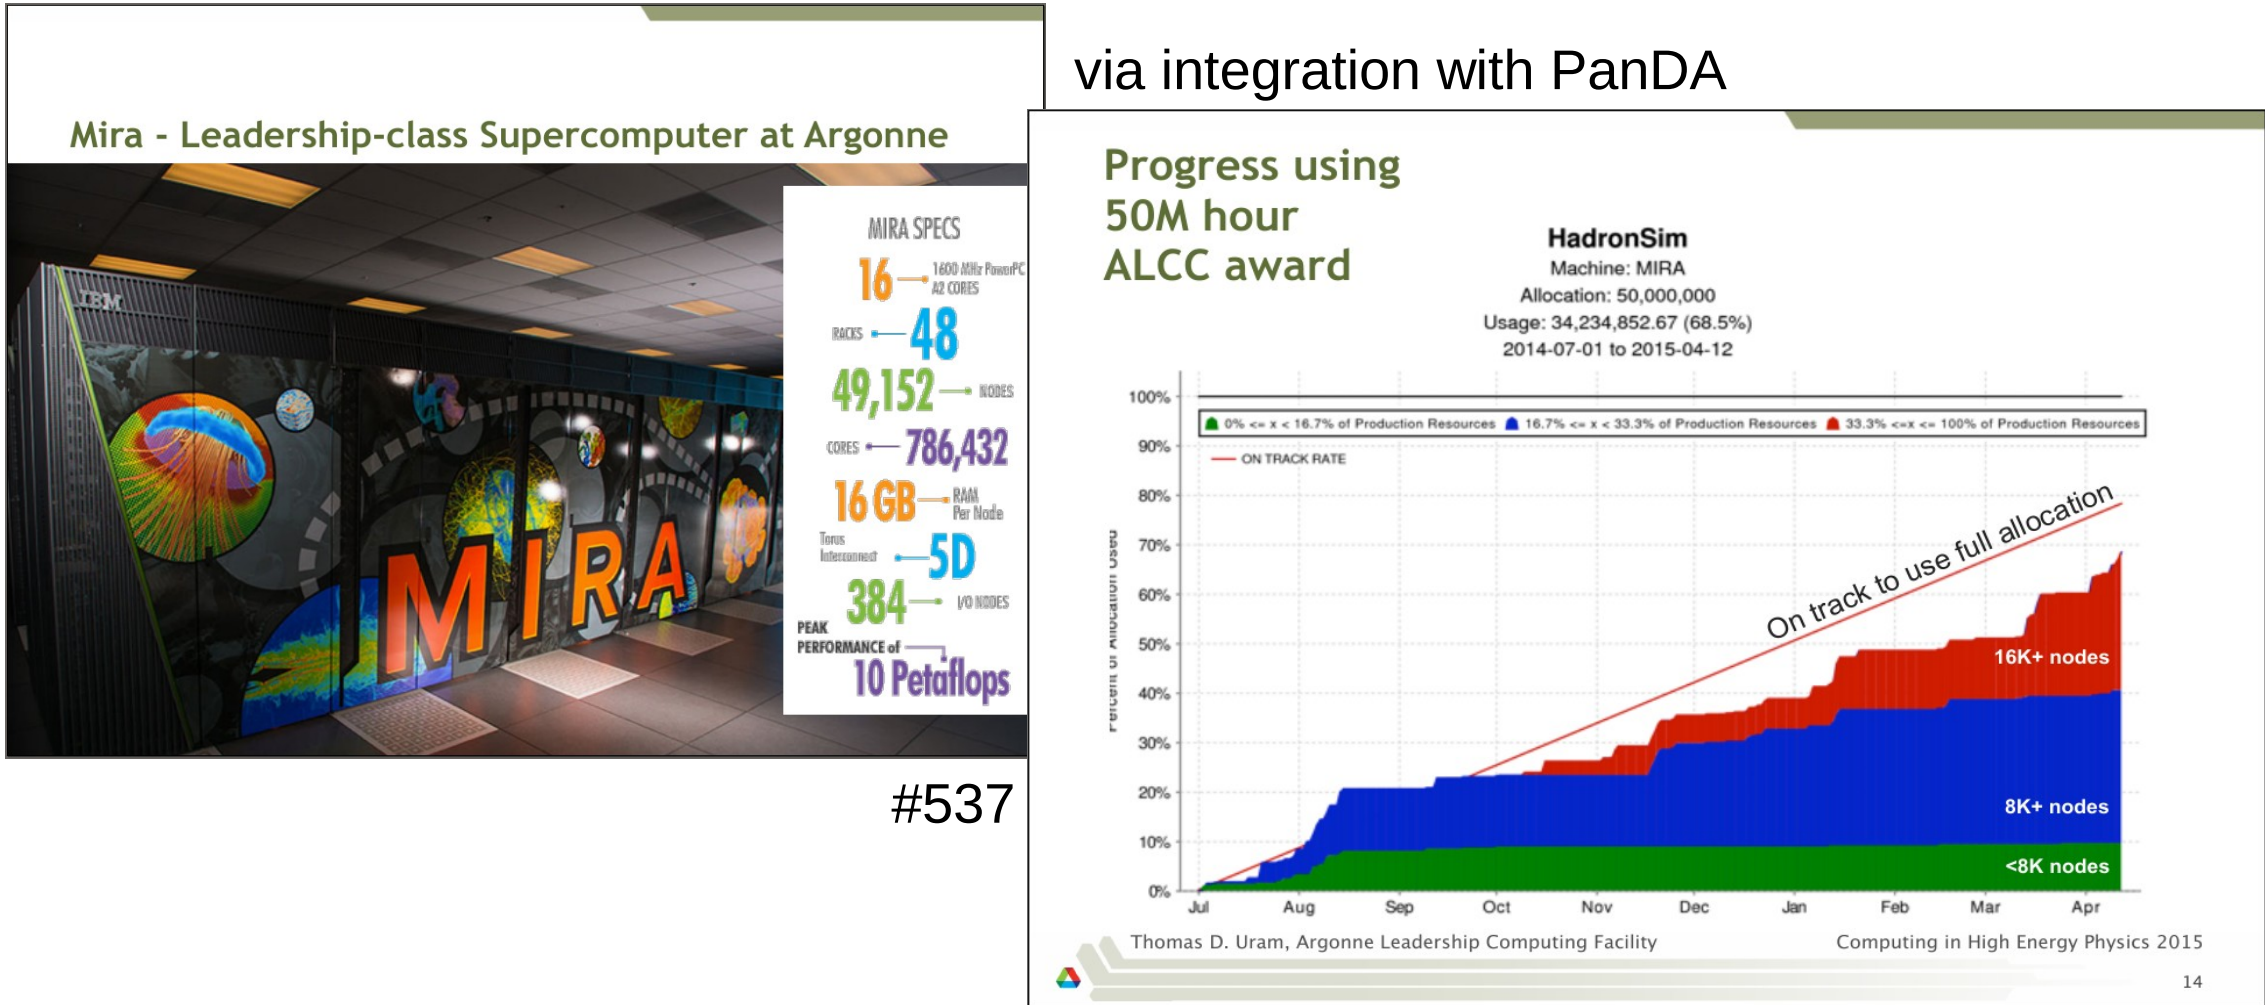 via integration with PanDA
Mira - Leadership-class Supercomputer at Argonne
IBM
MIRA
MIRA SPECS
16
1600 MHz PowerPC
A2 CORES
RACKS
48
49,152
NODES
CORES
786,432
16 GB
RAM
Per Node
Torus
Interconnect
5D
384
I/O NODES
PEAK
PERFORMANCE of
10 Petaflops
#537
Progress using
50M hour
ALCC award
HadronSim
Machine: MIRA
Allocation: 50,000,000
Usage: 34,234,852.67 (68.5%)
2014-07-01 to 2015-04-12
Percent of Allocation Used
100%
90%
80%
70%
60%
50%
40%
30%
20%
10%
0%
0% <= x < 16.7% of Production Resources 16.7% <= x < 33.3% of Production Resources 33.3% <=x <= 100% of Production Resources
ON TRACK RATE
On track to use full allocation
16K+ nodes
8K+ nodes
<8K nodes
Jul Aug Sep Oct Nov Dec Jan Feb Mar Apr
Thomas D. Uram, Argonne Leadership Computing Facility Computing in High Energy Physics 2015
14